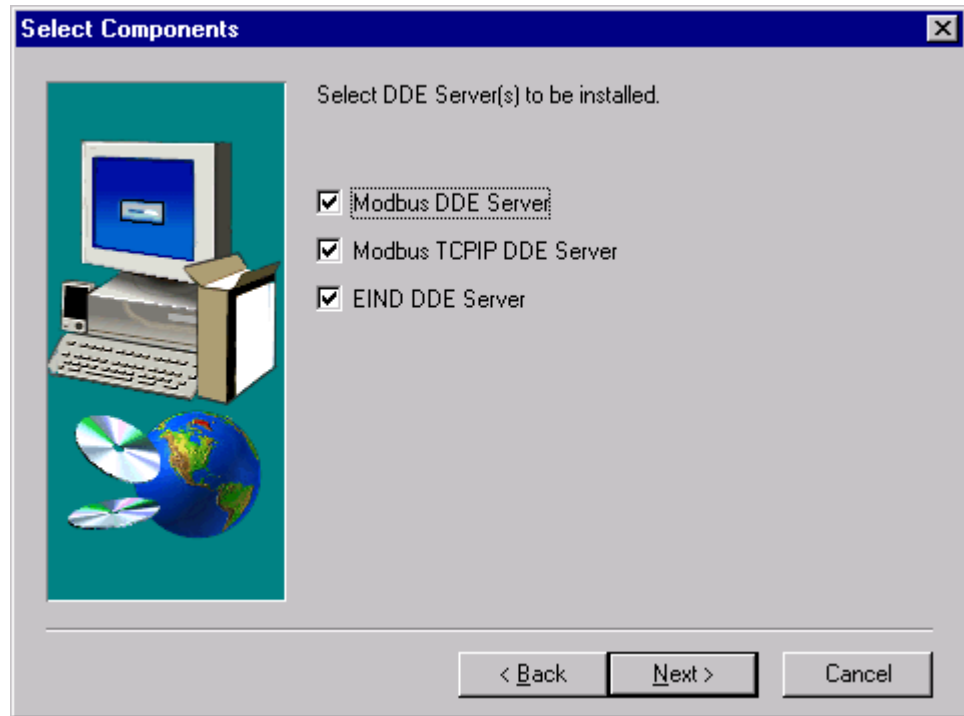 Select Components
Select DDE Server(s) to be installed.
Modbus DDE Server
Modbus TCPIP DDE Server
EIND DDE Server
< Back
Next >
Cancel